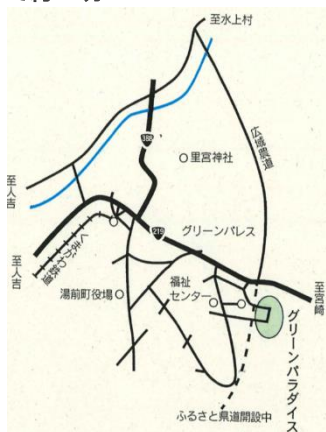 至水上村
388
広域農道
里宮神社
至人吉
219
グリーンパレス
至人吉
くまがわ鉄道
湯前町役場
福祉
センター
至宮崎
グリーンパラダイス
ふるさと県道開設中